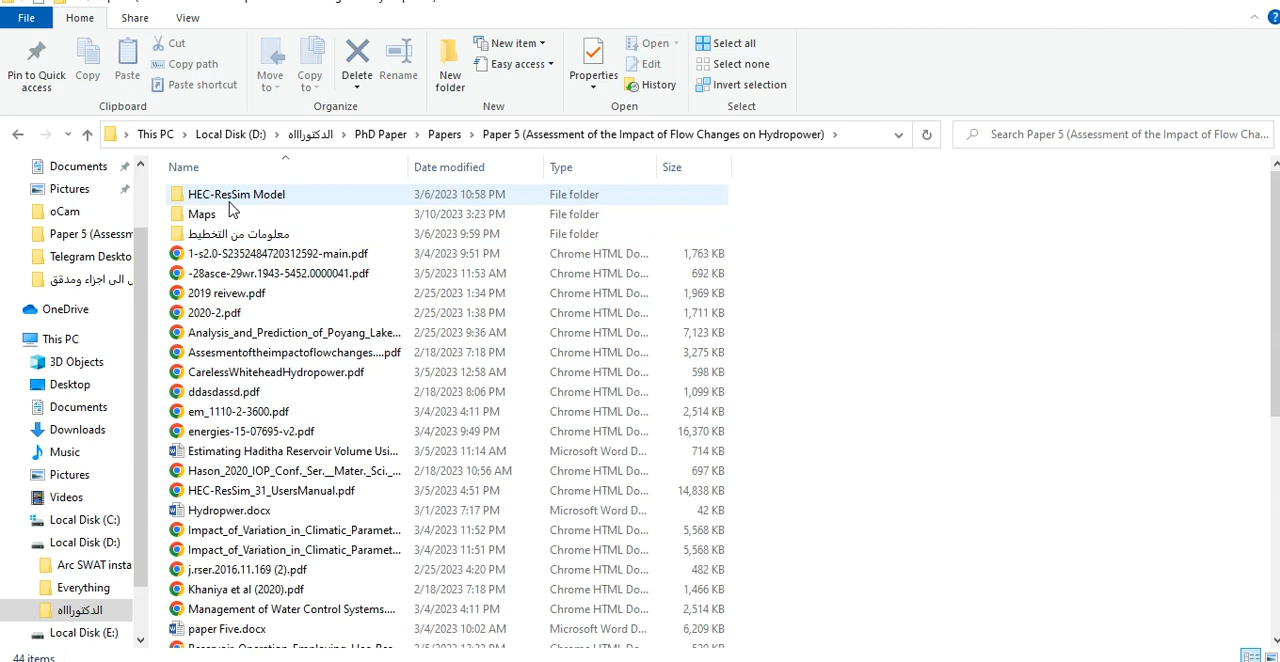 File Home Share View
Pin to Quick access
Copy
Paste
Cut
Copy path
Paste shortcut
Clipboard
Move to
Copy to
Delete
Rename
Organize
New folder
New item
Easy access
New
Properties
Open
Edit
History
Open
Select all
Select none
Invert selection
Select
This PC > Local Disk (D:) > الدكتوراااه > PhD Paper > Papers > Paper 5 (Assessment of the Impact of Flow Changes on Hydropower) >
Search Paper 5 (Assessment of the Impact of Flow Cha...
Documents
Pictures
oCam
Paper 5 (Assessm
Telegram Deskto
ل الى اجزاء ومدقق
OneDrive
This PC
3D Objects
Desktop
Documents
Downloads
Music
Pictures
Videos
Local Disk (C:)
Local Disk (D:)
Arc SWAT insta
Everything
الدكتوراااه
Local Disk (E:)
Name Date modified Type Size
HEC-ResSim Model 3/6/2023 10:58 PM File folder
Maps 3/10/2023 3:23 PM File folder
معلومات من التخطيط 3/6/2023 9:59 PM File folder
1-s2.0-S2352484720312592-main.pdf 3/4/2023 9:51 PM Chrome HTML Do... 1,763 KB
-28asce-29wr.1943-5452.0000041.pdf 3/5/2023 11:53 AM Chrome HTML Do... 692 KB
2019 reivew.pdf 2/25/2023 1:34 PM Chrome HTML Do... 1,969 KB
2020-2.pdf 2/25/2023 1:38 PM Chrome HTML Do... 1,711 KB
Analysis_and_Prediction_of_Poyang_Lake... 2/25/2023 9:36 AM Chrome HTML Do... 7,123 KB
Assesmentoftheimpactoflowchanges....pdf 2/18/2023 7:18 PM Chrome HTML Do... 3,275 KB
CarelessWhiteheadHydropower.pdf 3/5/2023 12:58 AM Chrome HTML Do... 598 KB
ddasdassd.pdf 2/18/2023 8:06 PM Chrome HTML Do... 1,099 KB
em_1110-2-3600.pdf 3/4/2023 4:11 PM Chrome HTML Do... 2,514 KB
energies-15-07695-v2.pdf 3/4/2023 9:49 PM Chrome HTML Do... 16,370 KB
Estimating Haditha Reservoir Volume Usi... 3/5/2023 11:14 AM Microsoft Word D... 714 KB
Hason_2020_IOP_Conf._Ser.__Mater._Sci._... 2/18/2023 10:56 AM Chrome HTML Do... 697 KB
HEC-ResSim_31_UsersManual.pdf 3/5/2023 4:51 PM Chrome HTML Do... 14,838 KB
Hydropwer.docx 3/1/2023 7:17 PM Microsoft Word D... 42 KB
Impact_of_Variation_in_Climatic_Paramet... 3/4/2023 11:52 PM Chrome HTML Do... 5,568 KB
Impact_of_Variation_in_Climatic_Paramet... 3/4/2023 11:51 PM Chrome HTML Do... 5,568 KB
j.rser.2016.11.169 (2).pdf 2/25/2023 4:20 PM Chrome HTML Do... 482 KB
Khaniya et al (2020).pdf 2/18/2023 7:18 PM Chrome HTML Do... 1,466 KB
Management of Water Control Systems.... 3/4/2023 4:11 PM Chrome HTML Do... 2,514 KB
paper Five.docx 3/4/2023 10:02 AM Microsoft Word D... 6,209 KB
44 items